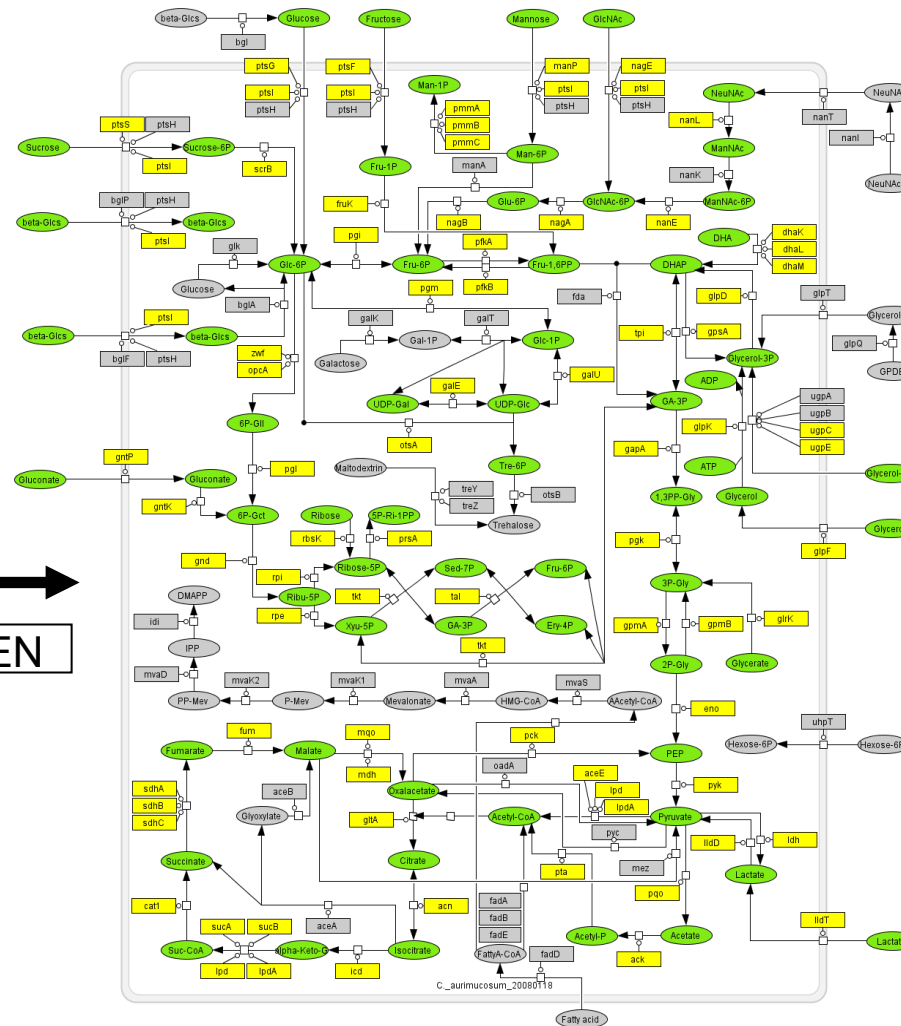 beta-Glcs Glucose Fructose Mannose GlcNAc
bgl
ptsG ptsF manP nagE
ptsI ptsI ptsI ptsI
ptsH ptsH ptsH ptsH
Man-1P NeuNAc NeuNA
pmmA
pmmB
pmmC
nanL nanT
ptsS ptsH nanI
Sucrose Sucrose-6P Man-6P ManNAc
ptsI scrB manA nanK
Fru-1P NeuNAc
bglP ptsH fruK Glu-6P GlcNAc-6P ManNAc-6P
beta-Glcs beta-Glcs
ptsI nagB nagA nanE
pgi pfkA DHA dhaK
dhaL
dhaM
glk
Glc-6P Fru-6P Fru-1,6PP DHAP
Glucose pgm pfkB fda glpD glpT
bglA
ptsI galK galT tpi gpsA Glycerol
beta-Glcs beta-Glcs Gal-1P Glc-1P Glycerol-3P glpQ
bglF ptsH zwf Galactose galU GPDE
opcA galE ADP ugpA
UDP-Gal UDP-Glc GA-3P ugpB
6P-Gll otsA glpK ugpC
gntP gapA ugpE
pgl Maltodextrin Tre-6P ATP
Gluconate Gluconate treY otsB Glycerol-
gntK treZ 1,3PP-Gly Glycerol
6P-Gct Ribose 5P-Ri-1PP Trehalose
rbsK prsA Glycero
gnd pgk glpF
rpi Ribose-5P Sed-7P Fru-6P
EN
DMAPP Ribu-5P tkt tal 3P-Gly
rpe Xyu-5P GA-3P Ery-4P gpmA gpmB glrK
idi IPP tkt
2P-Gly Glycerate
mvaD mvaK2 mvaK1 mvaA mvaS
PP-Mev P-Mev Mevalonate HMG-CoA AAcetyl-CoA eno
fum mqo pck uhpT
Fumarate Malate PEP Hexose-6P Hexose-6P
mdh oadA aceE
sdhA aceB lpd pyk
sdhB Oxalacetate lpdA
sdhC Glyoxylate gltA Acetyl-CoA Pyruvate
pyc lldD ldh
Succinate Citrate mez
pta pqo Lactate
cat1 aceA acn fadA
sucA sucB fadB lldT
fadE
Suc-CoA alpha-Keto-G Isocitrate Acetyl-P Acetate Lactat
FattyA-CoA fadD
lpd lpdA icd ack
C._aurimucosum_20080118
Fatty acid